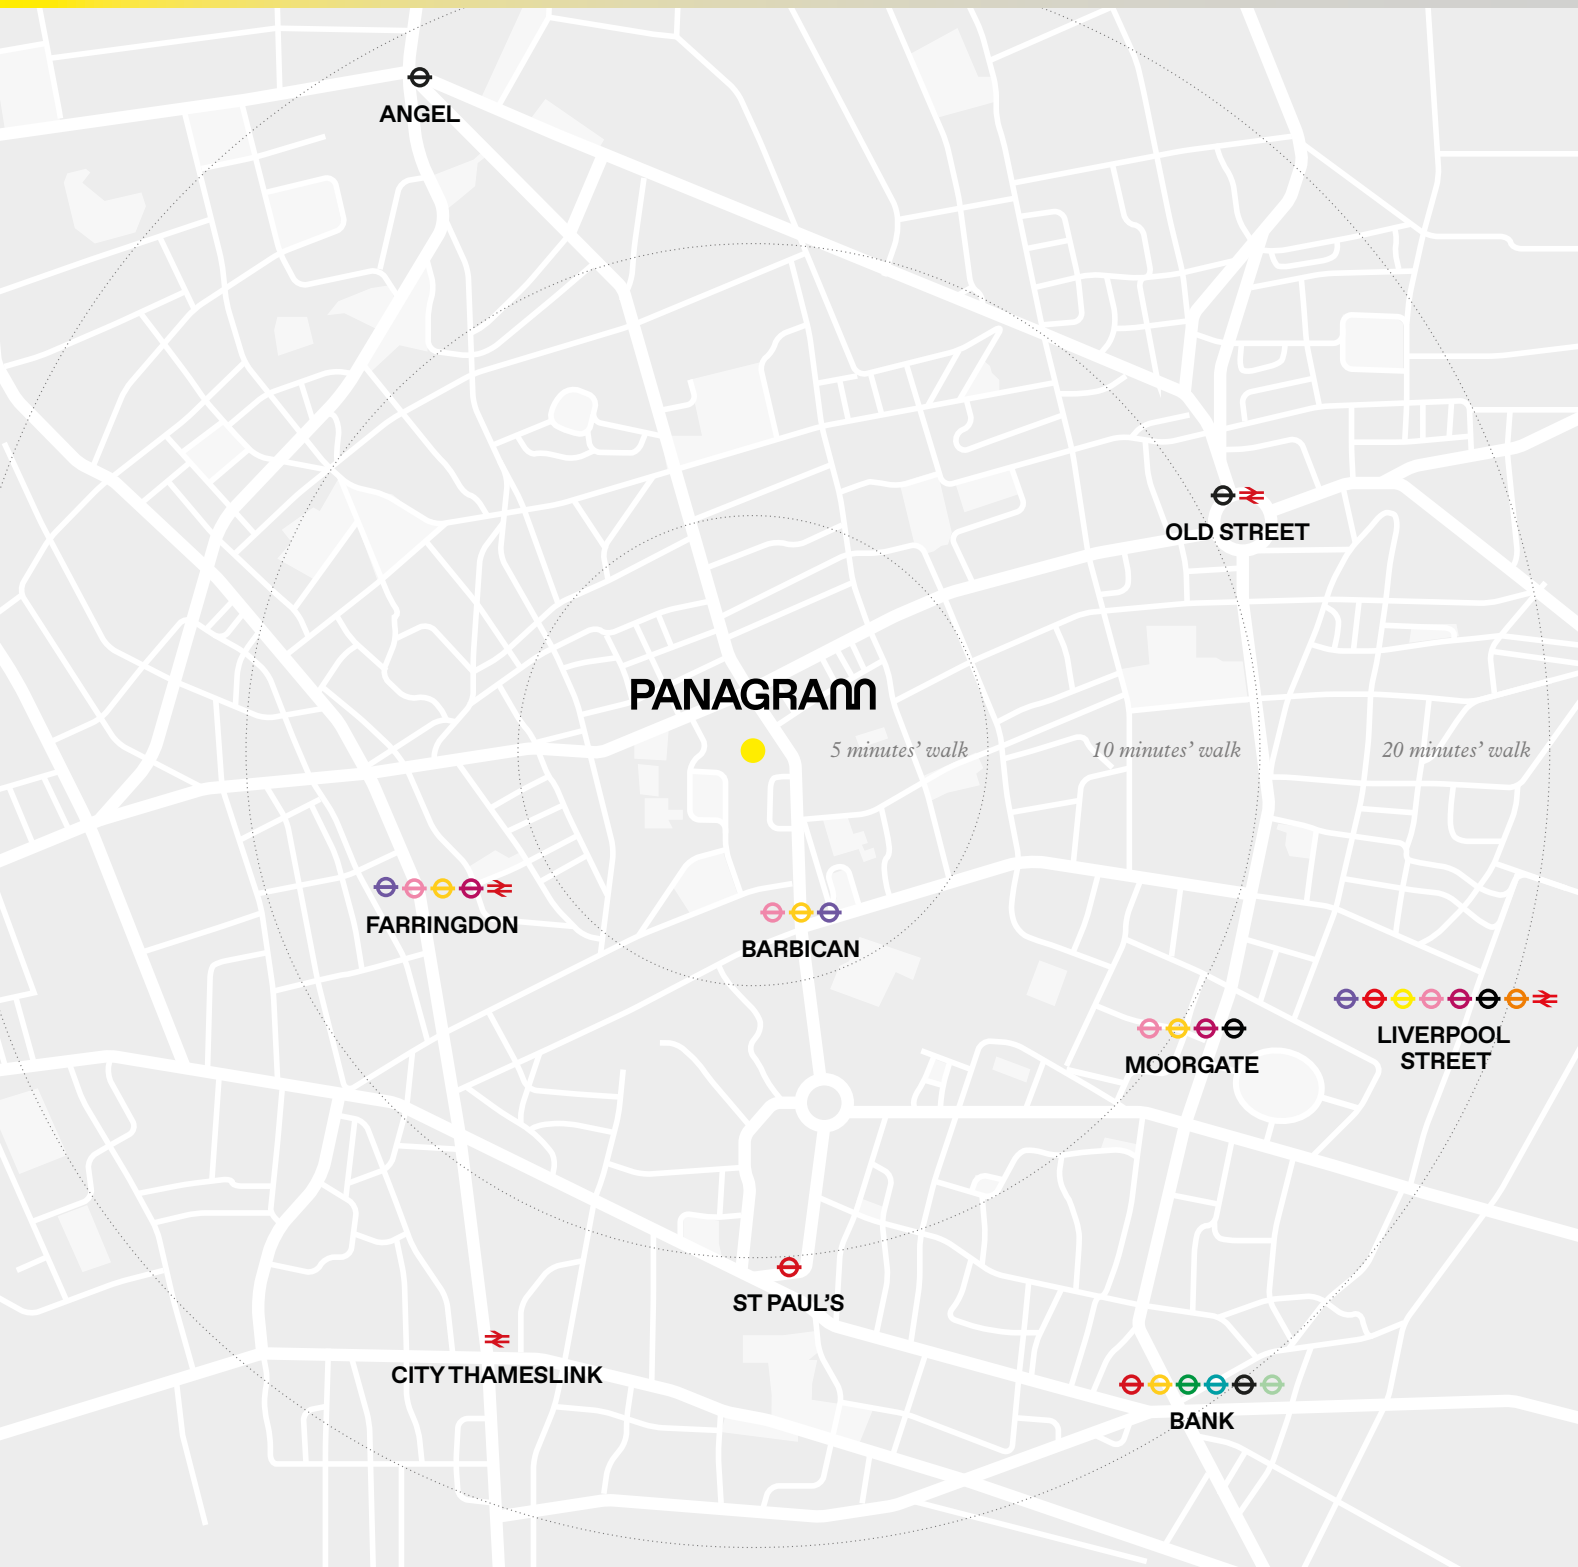 ANGEL
OLD STREET
PANAGRAM
5 minutes’ walk
10 minutes’ walk
20 minutes’ walk
FARRINGDON
BARBICAN
MOORGATE
LIVERPOOL
STREET
ST PAUL’S
CITY THAMESLINK
BANK